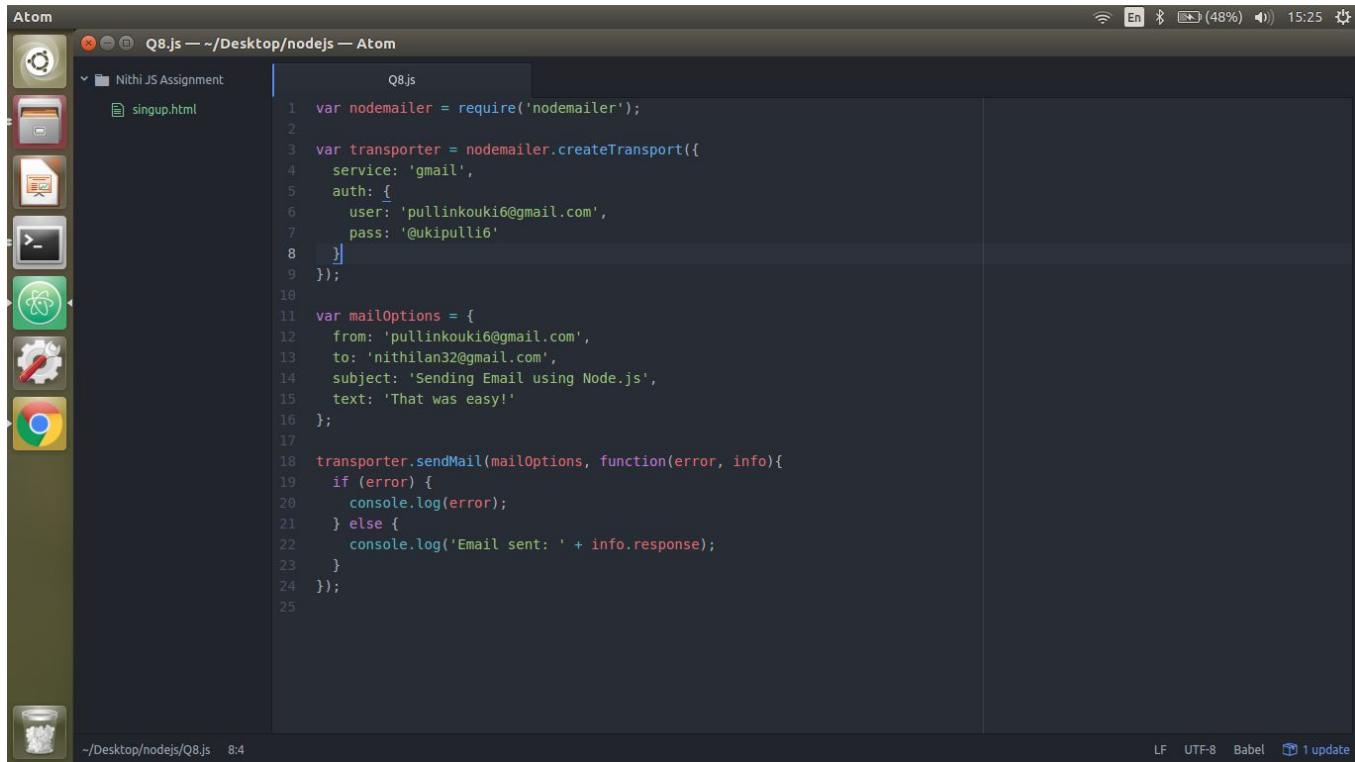 Atom
En (48%) 15:25
Q8.js — ~/Desktop/nodejs — Atom
Nithi JS Assignment
singup.html
Q8.js
1 var nodemailer = require('nodemailer');
2
3 var transporter = nodemailer.createTransport({
4   service: 'gmail',
5   auth: {
6     user: 'pullinkouki6@gmail.com',
7     pass: '@ukipulli6'
8   }
9 });
10
11 var mailOptions = {
12   from: 'pullinkouki6@gmail.com',
13   to: 'nithilan32@gmail.com',
14   subject: 'Sending Email using Node.js',
15   text: 'That was easy!'
16 };
17
18 transporter.sendMail(mailOptions, function(error, info){
19   if (error) {
20     console.log(error);
21   } else {
22     console.log('Email sent: ' + info.response);
23   }
24 });
25
~/Desktop/nodejs/Q8.js 8:4
LF UTF-8 Babel 1 update